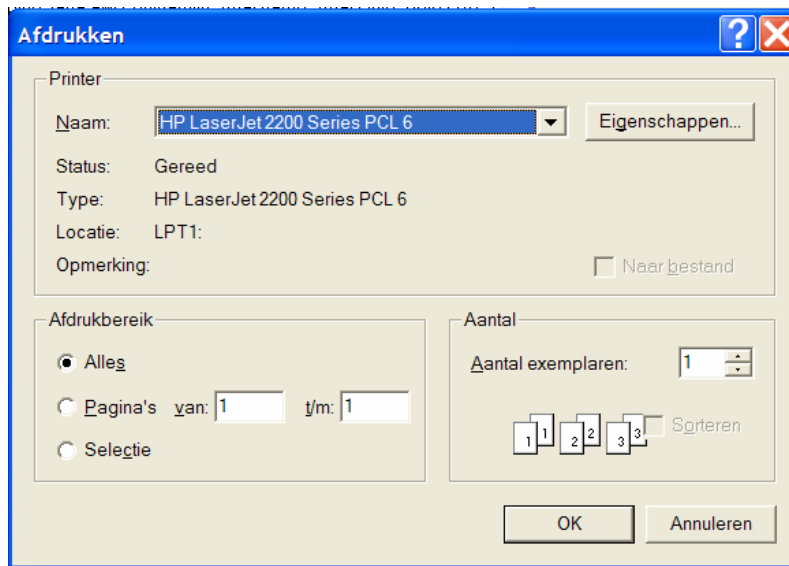 Afdrukken
Printer
Naam: HP LaserJet 2200 Series PCL 6 Eigenschappen...
Status: Gereed
Type: HP LaserJet 2200 Series PCL 6
Locatie: LPT1:
Opmerking: Naar bestand
Afdrukbereik
Alles
Pagina's van: 1 t/m: 1
Selectie
Aantal
Aantal exemplaren: 1
1 1 2 2 3 3 Sorteren
OK Annuleren